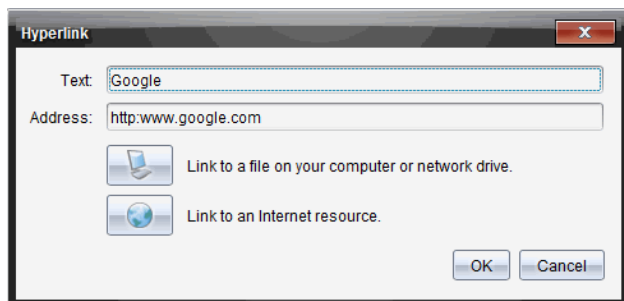 Hyperlink
Text: Google
Address: http:www.google.com
Link to a file on your computer or network drive.
Link to an Internet resource.
OK Cancel